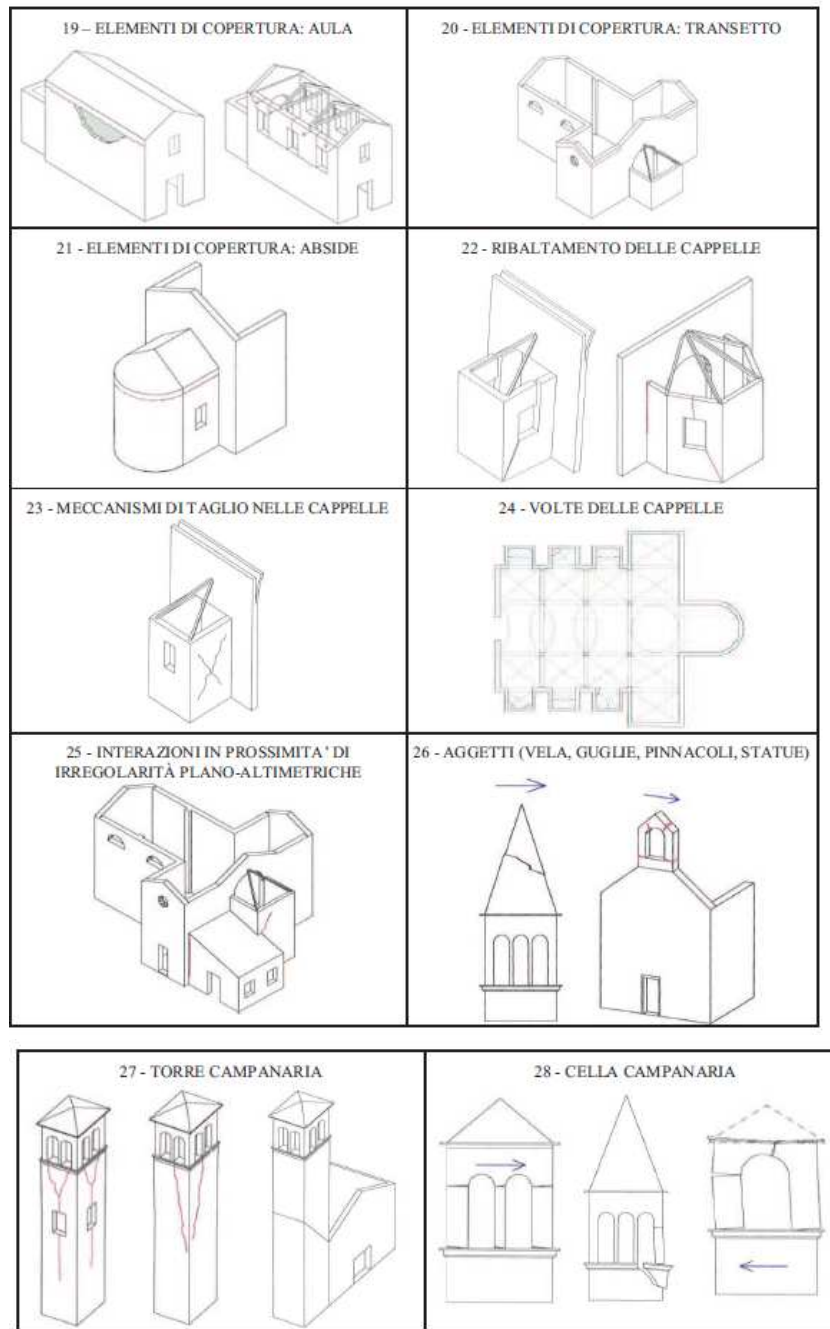 19 – ELEMENTI DI COPERTURA: AULA
20 - ELEMENTI DI COPERTURA: TRANSETTO
21 - ELEMENTI DI COPERTURA: ABSIDE
22 - RIBALTAMENTO DELLE CAPPELLE
23 - MECCANISMI DI TAGLIO NELLE CAPPELLE
24 - VOLTE DELLE CAPPELLE
25 - INTERAZIONI IN PROSSIMITA' DI
IRREGOLARITÀ PLANO-ALTIMETRICHE
26 - AGGETTI (VELA, GUGLIE, PINNACOLI, STATUE)
27 - TORRE CAMPANARIA
28 - CELLA CAMPANARIA